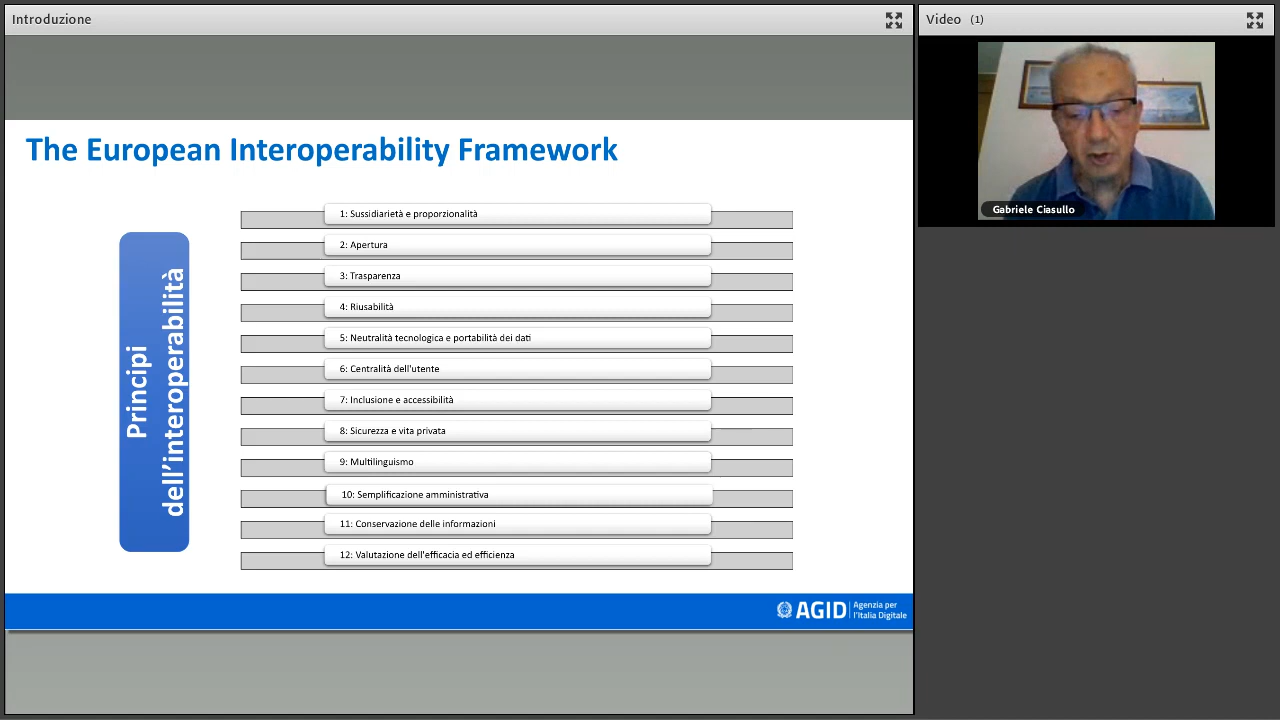 Introduzione
Video (1)
The European Interoperability Framework
Principi
dell'interoperabilità
1: Sussidiarietà e proporzionalità
2: Apertura
3: Trasparenza
4: Riusabilità
5: Neutralità tecnologica e portabilità dei dati
6: Centralità dell'utente
7: Inclusione e accessibilità
8: Sicurezza e vita privata
9: Multilinguismo
10: Semplificazione amministrativa
11: Conservazione delle informazioni
12: Valutazione dell'efficacia ed efficienza
AGID
Agenzia per
l'Italia Digitale
Gabriele Ciasullo